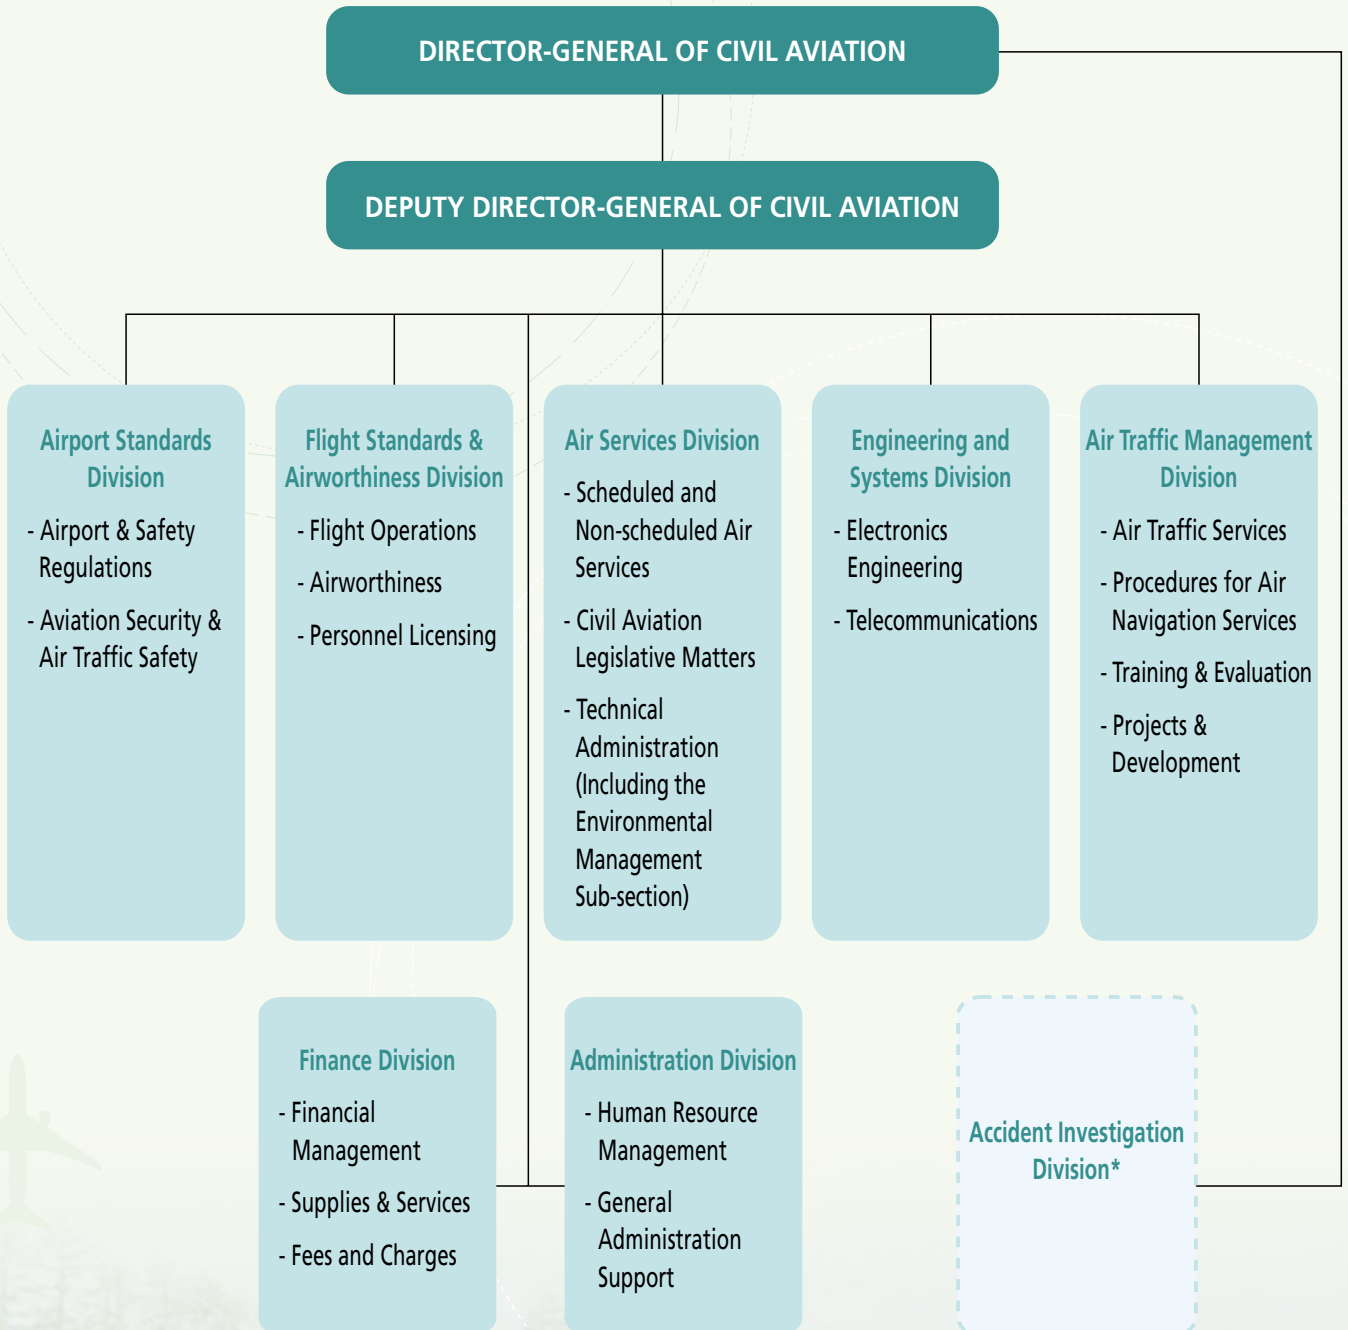 DIRECTOR-GENERAL OF CIVIL AVIATION
DEPUTY DIRECTOR-GENERAL OF CIVIL AVIATION
Airport Standards
Division
- Airport & Safety
Regulations
- Aviation Security &
Air Traffic Safety
Flight Standards &
Airworthiness Division
- Flight Operations
- Airworthiness
- Personnel Licensing
Air Services Division
- Scheduled and
Non-scheduled Air
Services
- Civil Aviation
Legislative Matters
- Technical
Administration
(Including the
Environmental
Management
Sub-section)
Engineering and
Systems Division
- Electronics
Engineering
- Telecommunications
Air Traffic Management
Division
- Air Traffic Services
- Procedures for Air
Navigation Services
- Training & Evaluation
- Projects &
Development
Finance Division
- Financial
Management
- Supplies & Services
- Fees and Charges
Administration Division
- Human Resource
Management
- General
Administration
Support
Accident Investigation
Division*